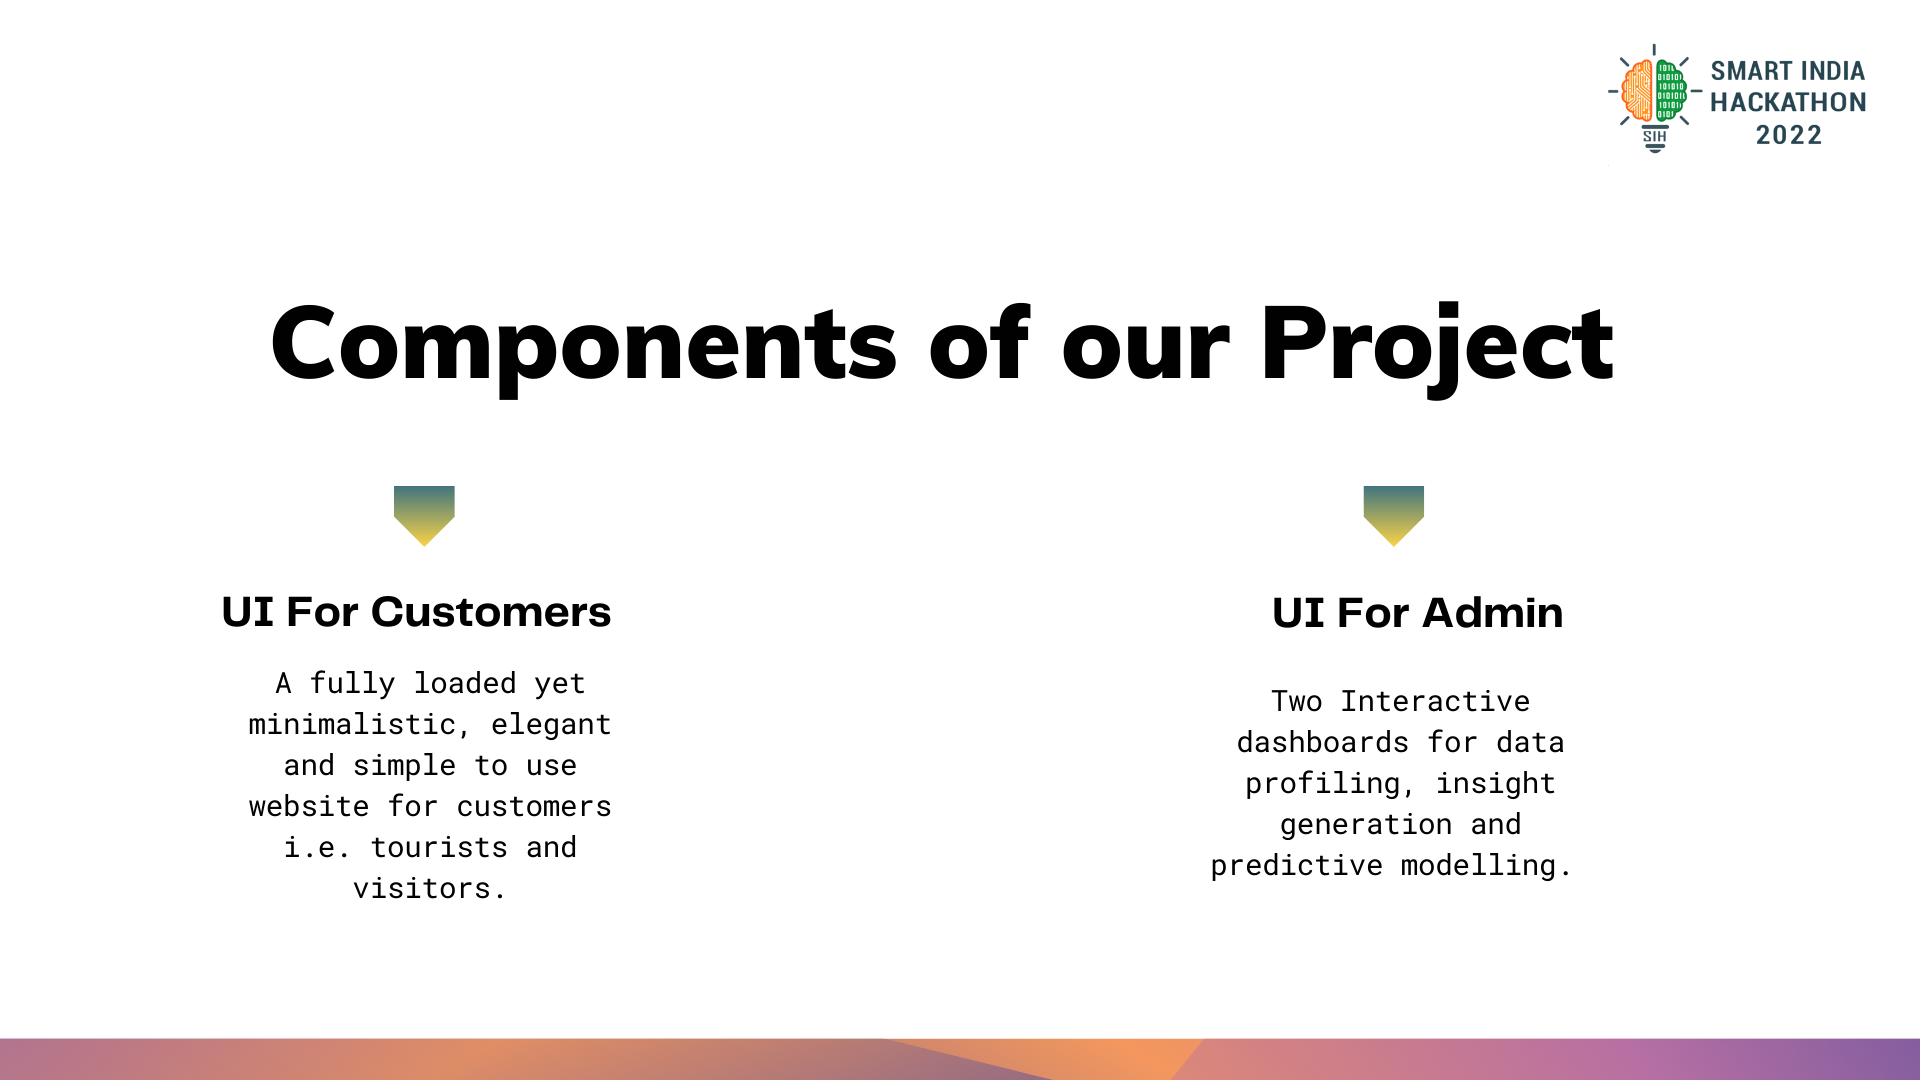 SMART INDIA
HACKATHON
2022
SIH
Components of our Project
UI For Customers
A fully loaded yet
minimalistic, elegant
and simple to use
website for customers
i.e. tourists and
visitors.
UI For Admin
Two Interactive
dashboards for data
profiling, insight
generation and
predictive modelling.